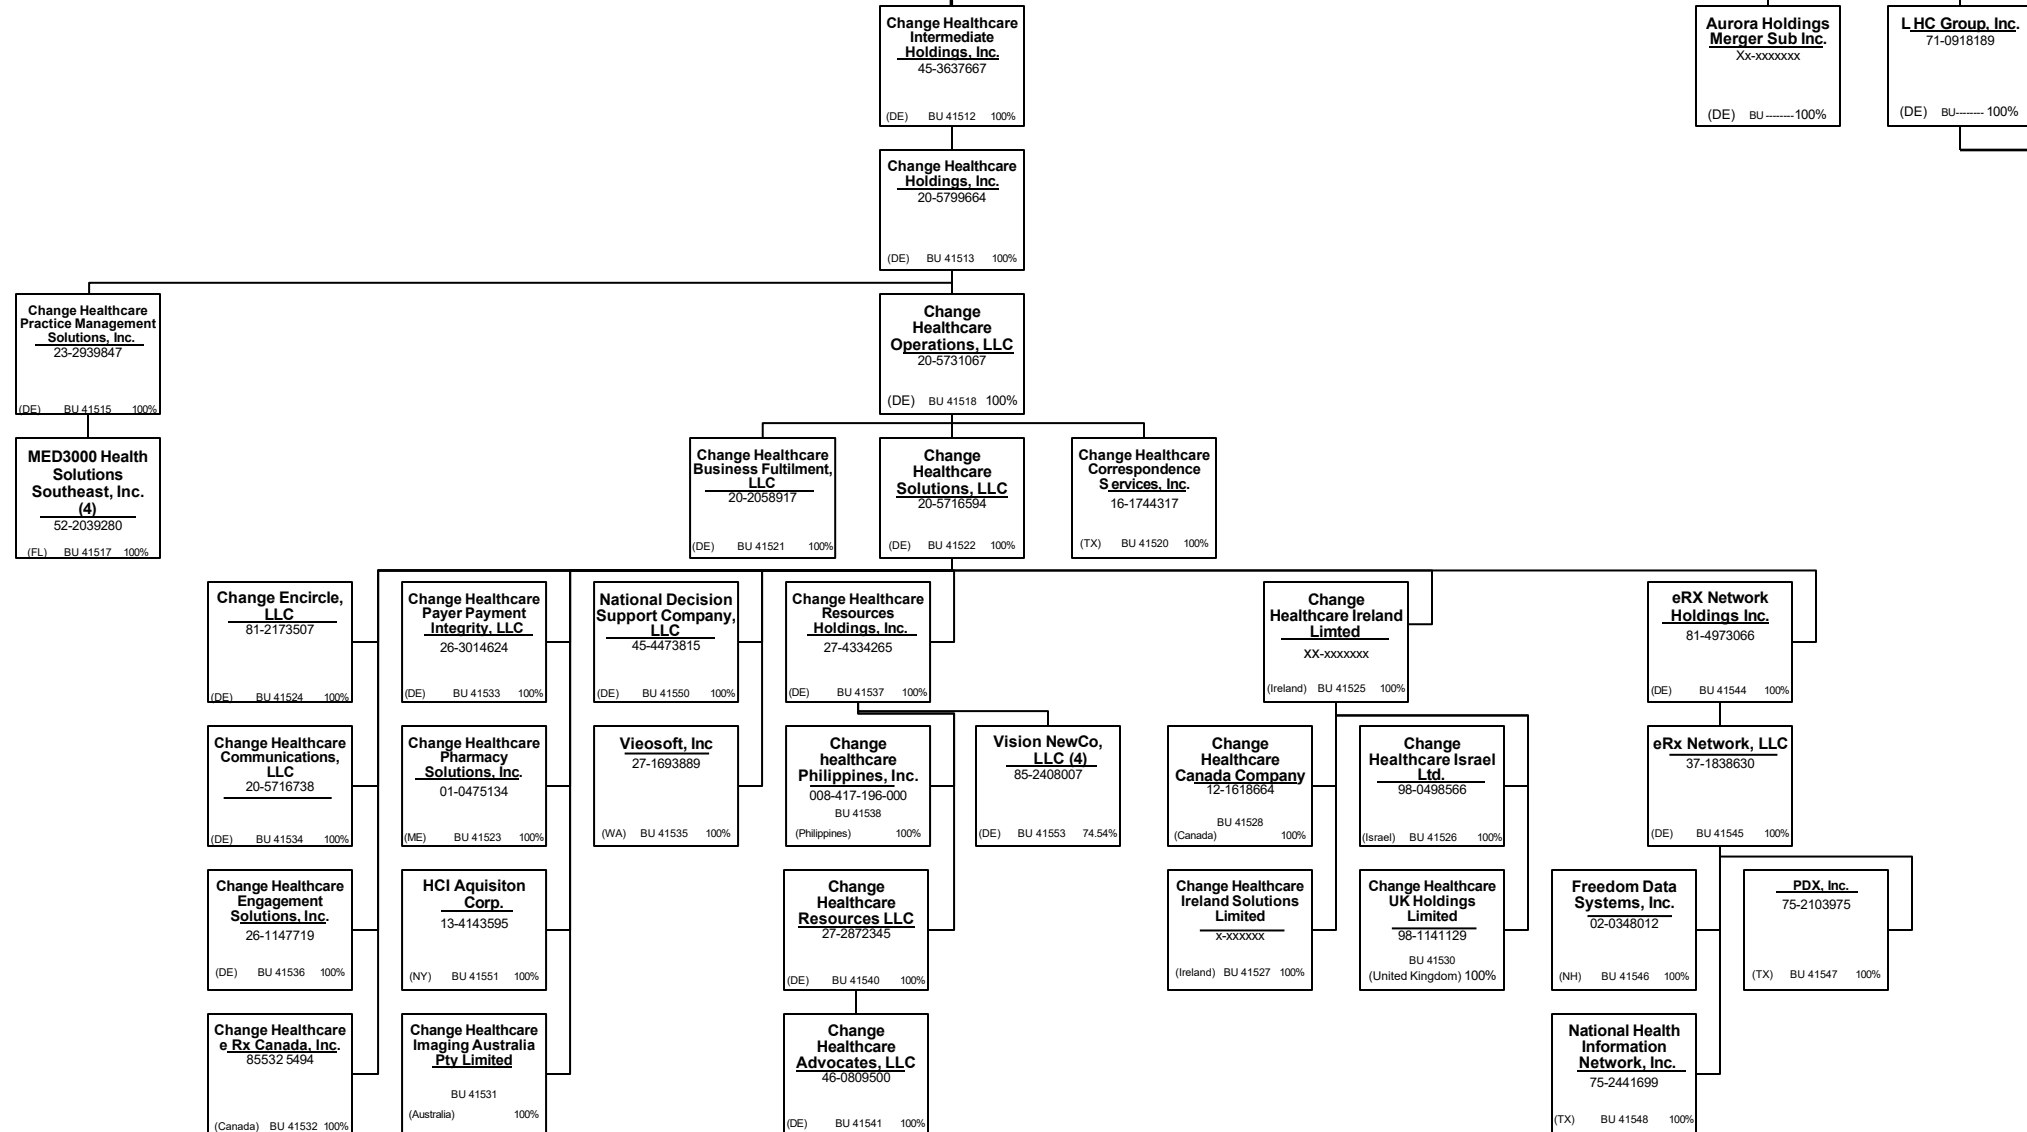 Change Healthcare
Intermediate
Holdings, Inc.
45-3637667
(DE) BU 41512 100%
Aurora Holdings
Merger Sub Inc.
Xx-xxxxxxx
(DE) BU --------100%
L HC Group, Inc.
71-0918189
(DE) BU-------- 100%
Change Healthcare
Holdings, Inc.
20-5799664
(DE) BU 41513 100%
Change Healthcare
Practice Management
Solutions, Inc.
23-2939847
(DE) BU 41515 100%
Change
Healthcare
Operations, LLC
20-5731067
(DE) BU 41518 100%
MED3000 Health
Solutions
Southeast, Inc.
(4)
52-2039280
(FL) BU 41517 100%
Change Healthcare
Business Fultilment,
LLC
20-2058917
(DE) BU 41521 100%
Change
Healthcare
Solutions, LLC
20-5716594
(DE) BU 41522 100%
Change Healthcare
Correspondence
S ervices, Inc.
16-1744317
(TX) BU 41520 100%
Change Encircle,
LLC
81-2173507
(DE) BU 41524 100%
Change Healthcare
Payer Payment
Integrity, LLC
26-3014624
(DE) BU 41533 100%
National Decision
Support Company,
LLC
45-4473815
(DE) BU 41550 100%
Change Healthcare
Resources
Holdings, Inc.
27-4334265
(DE) BU 41537 100%
Change
Healthcare Ireland
Limted
XX-xxxxxxx
(Ireland) BU 41525 100%
eRX Network
Holdings Inc.
81-4973066
(DE) BU 41544 100%
Change Healthcare
Communications,
LLC
20-5716738
(DE) BU 41534 100%
Change Healthcare
Pharmacy
Solutions, Inc.
01-0475134
(ME) BU 41523 100%
Vieosoft, Inc
27-1693889
(WA) BU 41535 100%
Change
healthcare
Philippines, Inc.
008-417-196-000
BU 41538
(Philippines) 100%
Vision NewCo,
LLC (4)
85-2408007
(DE) BU 41553 74.54%
Change
Healthcare
Canada Company
12-1618664
BU 41528
(Canada) 100%
Change
Healthcare Israel
Ltd.
98-0498566
(Israel) BU 41526 100%
eRx Network, LLC
37-1838630
(DE) BU 41545 100%
Change Healthcare
Engagement
Solutions, Inc.
26-1147719
(DE) BU 41536 100%
HCI Aquisiton
Corp.
13-4143595
(NY) BU 41551 100%
Change
Healthcare
Resources LLC
27-2872345
(DE) BU 41540 100%
Change Healthcare
Ireland Solutions
Limited
x-xxxxxx
(Ireland) BU 41527 100%
Change Healthcare
UK Holdings
Limited
98-1141129
BU 41530
(United Kingdom) 100%
Freedom Data
Systems, Inc.
02-0348012
(NH) BU 41546 100%
PDX, Inc.
75-2103975
(TX) BU 41547 100%
Change Healthcare
e Rx Canada, Inc.
85532 5494
(Canada) BU 41532 100%
Change Healthcare
Imaging Australia
Pty Limited
BU 41531
(Australia) 100%
Change
Healthcare
Advocates, LLC
46-0809500
(DE) BU 41541 100%
National Health
Information
Network, Inc.
75-2441699
(TX) BU 41548 100%